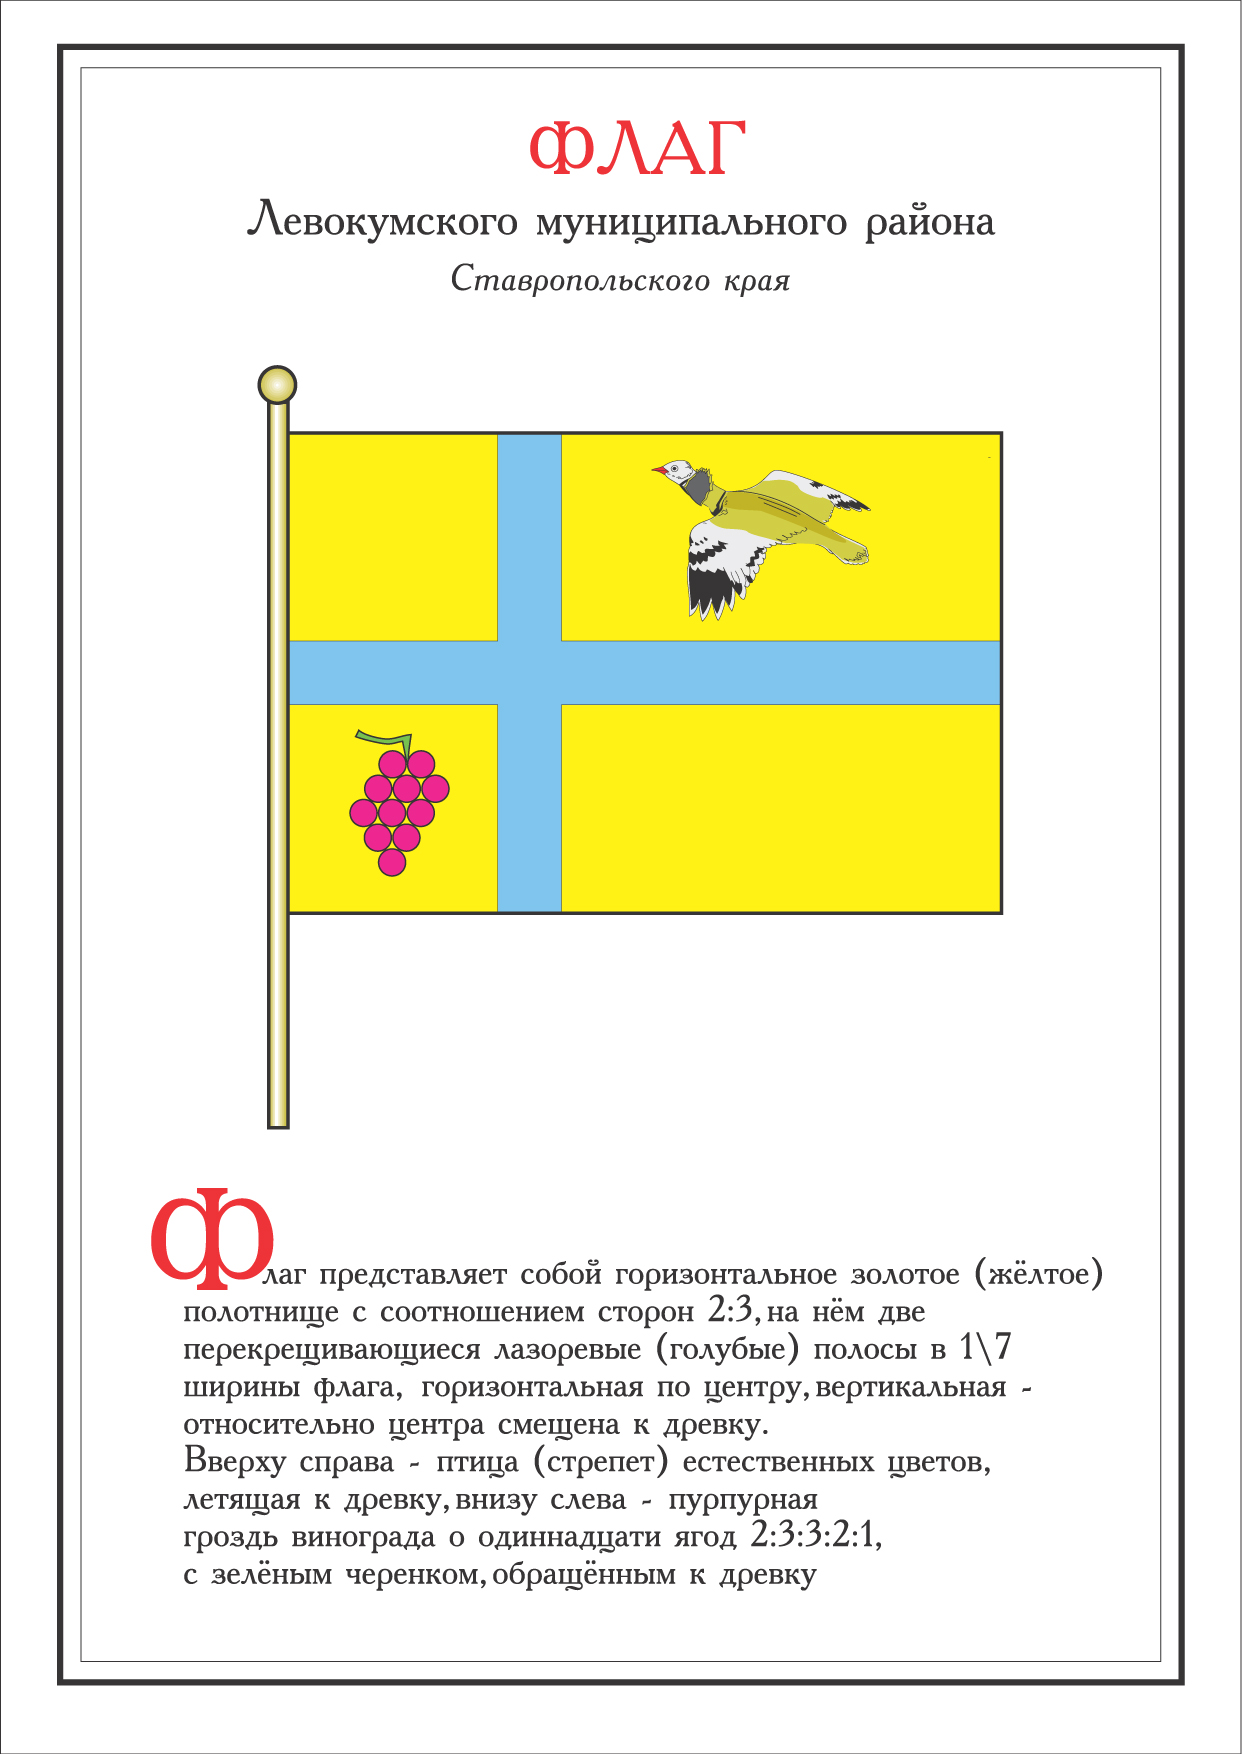 ФЛАГ
Левокумского муниципального района
Ставропольского края
Флаг представляет собой горизонтальное золотое (жёлтое)
полотнище с соотношением сторон 2:3, на нём две
перекрещивающиеся лазоревые (голубые) полосы в 1\7
ширины флага, горизонтальная по центру, вертикальная -
относительно центра смещена к древку.
Вверху справа - птица (стрепет) естественных цветов,
летящая к древку, внизу слева - пурпурная
гроздь винограда о одиннадцати ягод 2:3:3:2:1,
с зелёным черенком, обращённым к древку